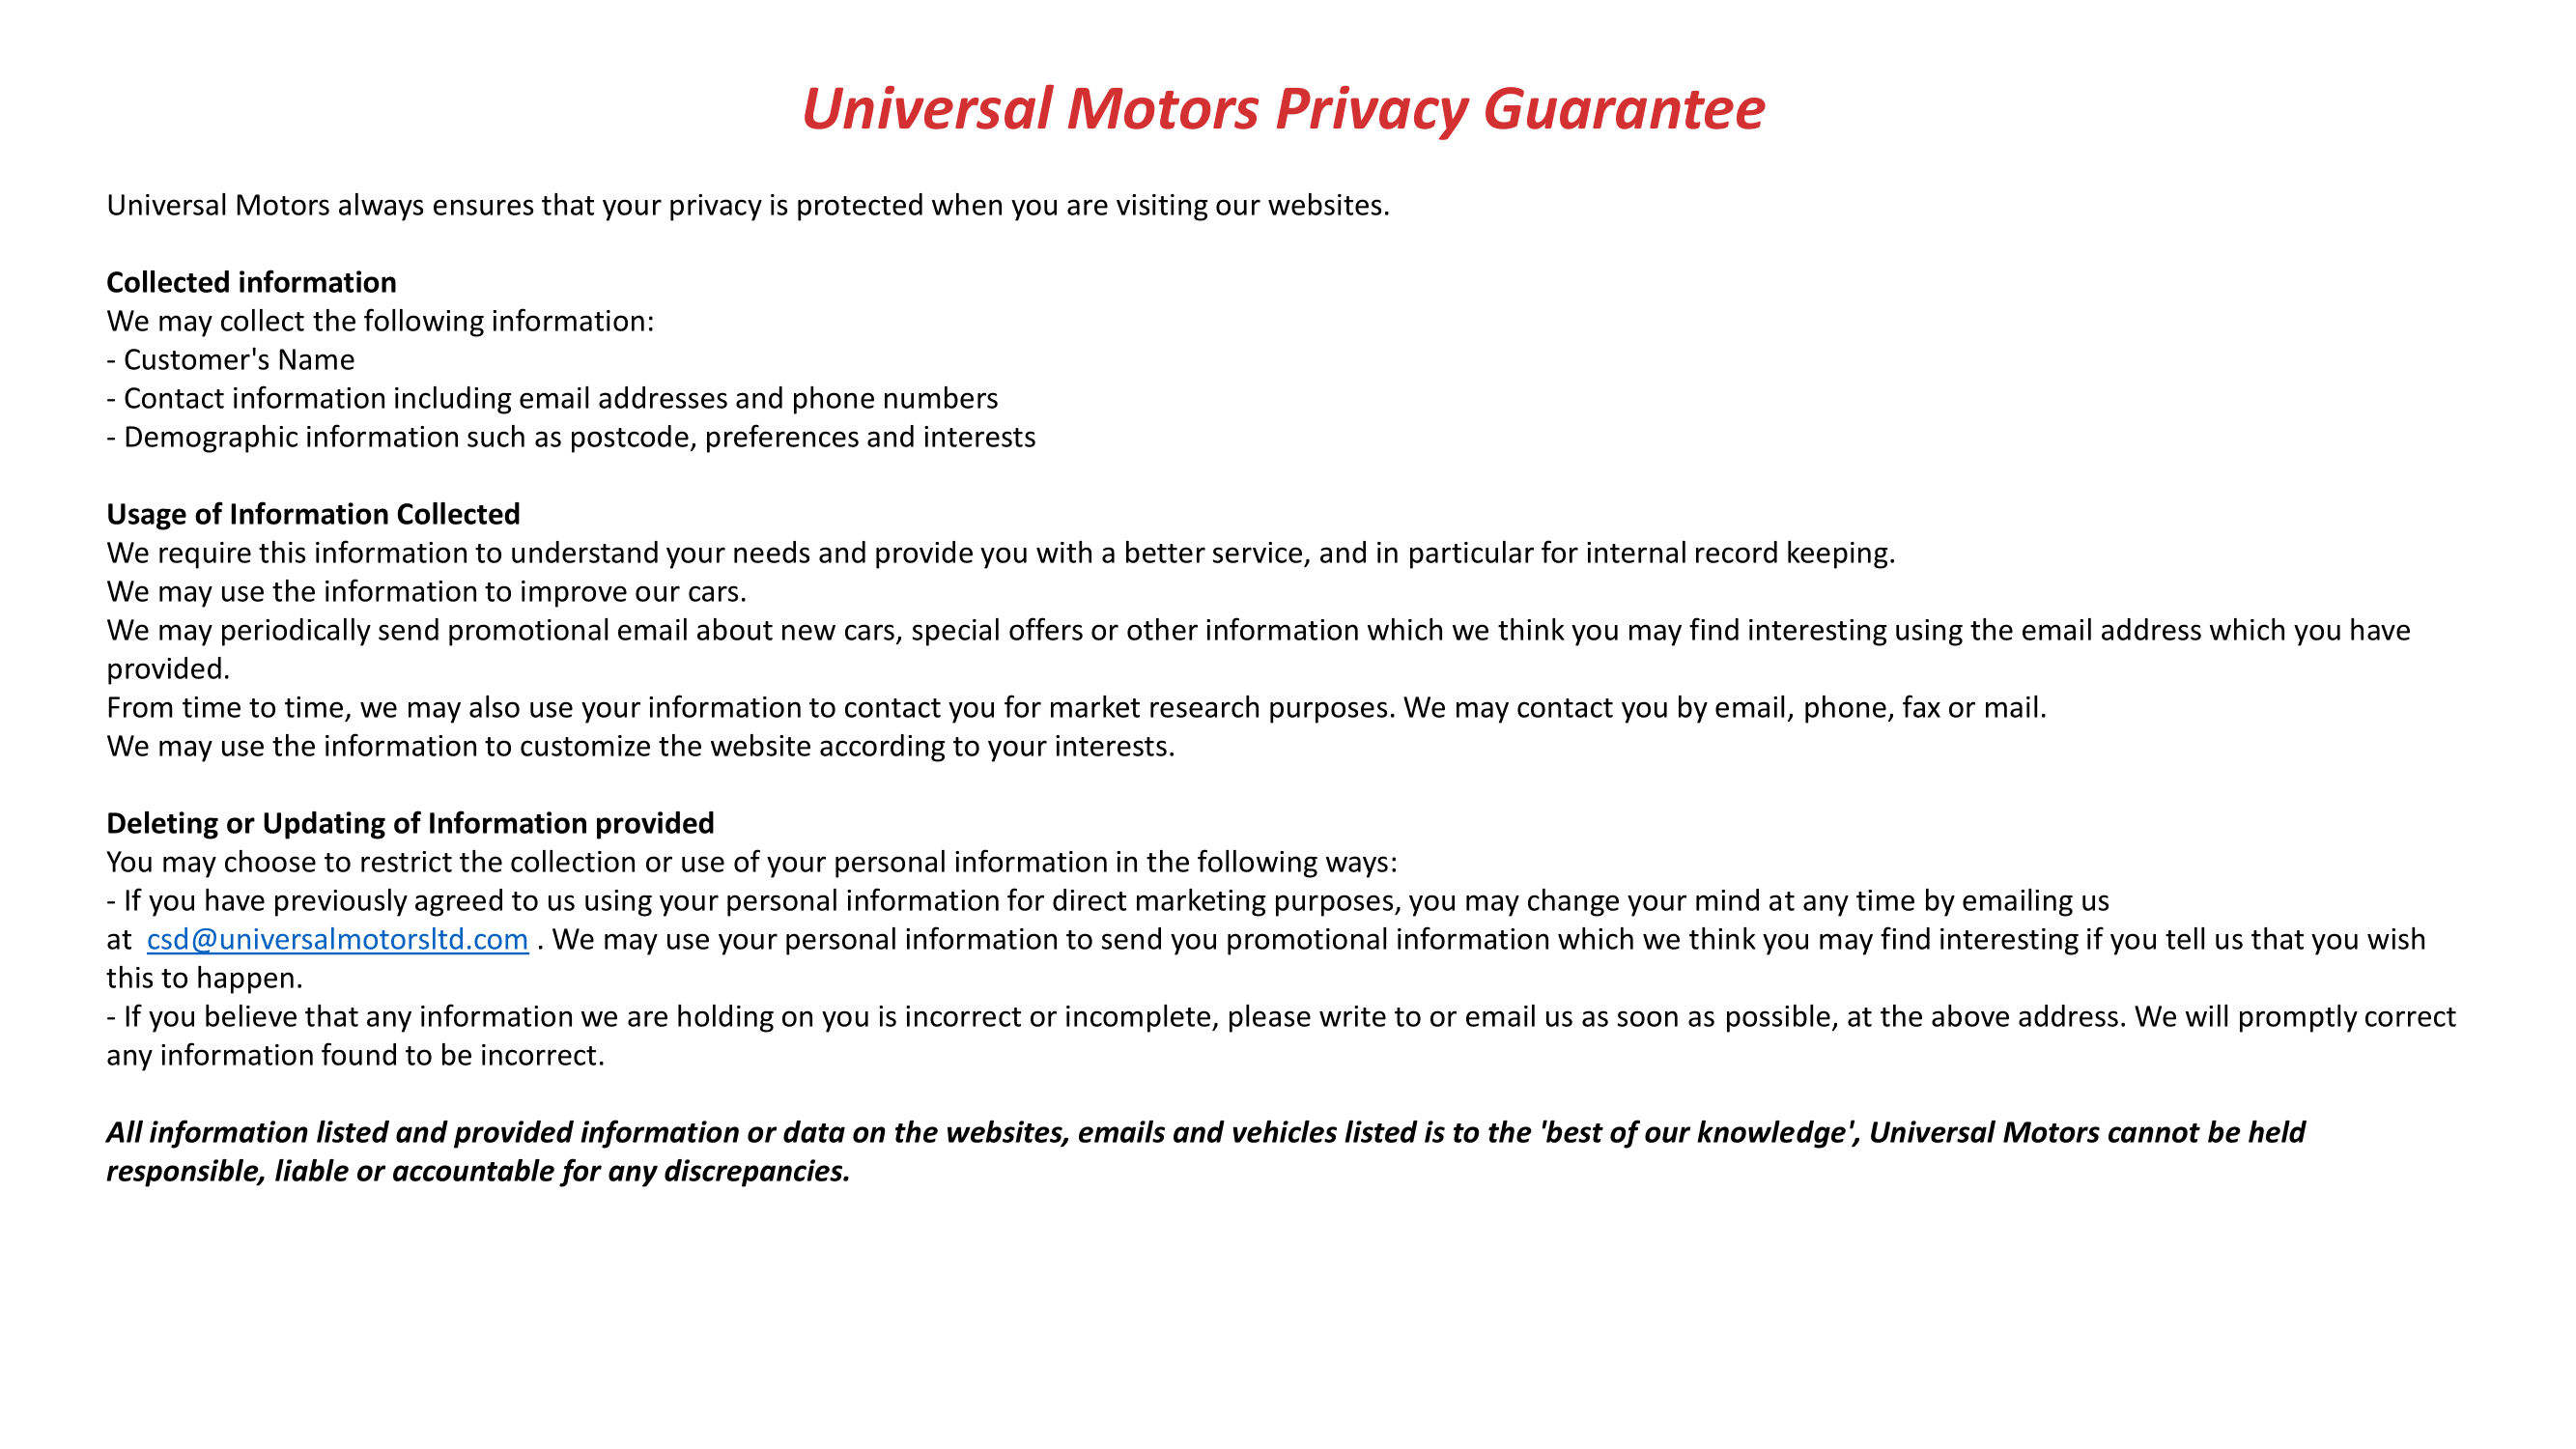 Universal Motors Privacy Guarantee
Universal Motors always ensures that your privacy is protected when you are visiting our websites.
Collected information
We may collect the following information:
- Customer's Name
- Contact information including email addresses and phone numbers
- Demographic information such as postcode, preferences and interests
Usage of Information Collected
We require this information to understand your needs and provide you with a better service, and in particular for internal record keeping.
We may use the information to improve our cars.
We may periodically send promotional email about new cars, special offers or other information which we think you may find interesting using the email address which you have
provided.
From time to time, we may also use your information to contact you for market research purposes. We may contact you by email, phone, fax or mail.
We may use the information to customize the website according to your interests.
Deleting or Updating of Information provided
You may choose to restrict the collection or use of your personal information in the following ways:
- If you have previously agreed to us using your personal information for direct marketing purposes, you may change your mind at any time by emailing us
at  csd@universalmotorsltd.com . We may use your personal information to send you promotional information which we think you may find interesting if you tell us that you wish
this to happen.
- If you believe that any information we are holding on you is incorrect or incomplete, please write to or email us as soon as possible, at the above address. We will promptly correct
any information found to be incorrect.
All information listed and provided information or data on the websites, emails and vehicles listed is to the 'best of our knowledge', Universal Motors cannot be held
responsible, liable or accountable for any discrepancies.